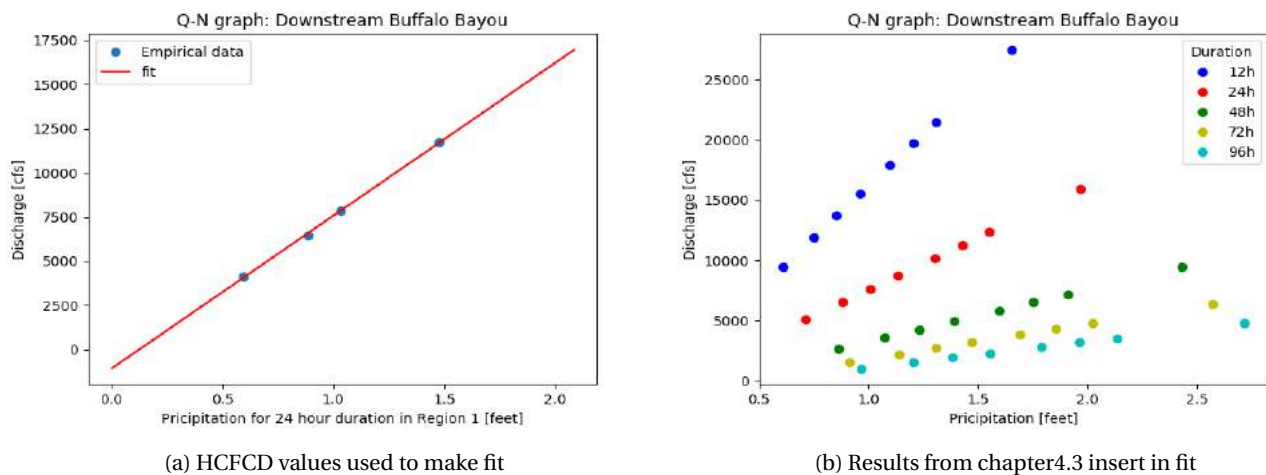 Q-N graph: Downstream Buffalo Bayou
17500
15000
12500
10000
7500
5000
2500
0
Discharge [cfs]
Empirical data
fit
0.0 0.5 1.0 1.5 2.0
Pricipitation for 24 hour duration in Region 1 [feet]
(a) HCFCD values used to make fit
Q-N graph: Downstream Buffalo Bayou
25000
20000
15000
10000
5000
0
Discharge [cfs]
Duration
12h
24h
48h
72h
96h
0.5 1.0 1.5 2.0 2.5
Pricipitation [feet]
(b) Results from chapter4.3 insert in fit